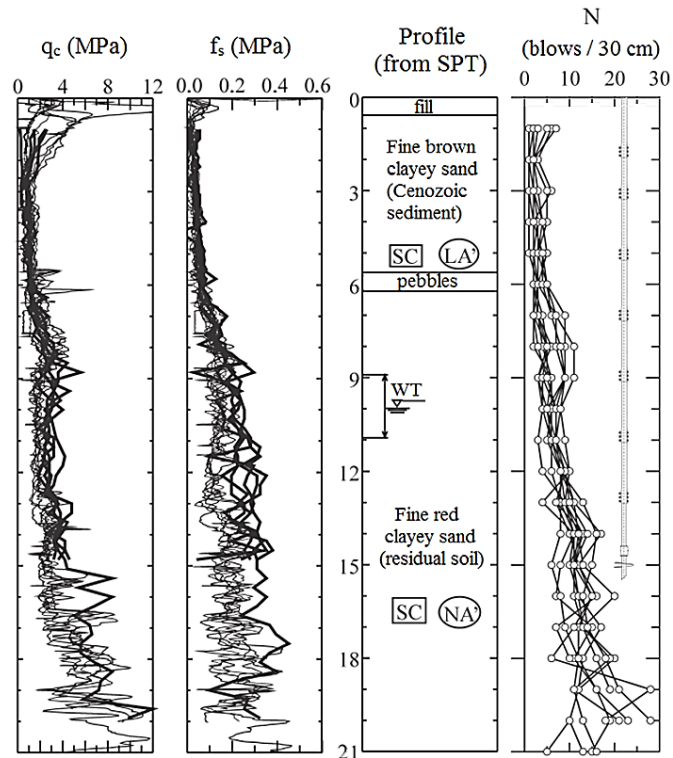 qc (MPa)
0 4 8 12
fs (MPa)
0.0 0.2 0.4 0.6
Profile
(from SPT)
N
(blows / 30 cm)
0 10 20 30
0
fill
Fine brown
clayey sand
(Cenozoic
sediment)
3
SC LA'
6
pebbles
9
WT
12
Fine red
clayey sand
(residual soil)
15
SC NA'
18
21